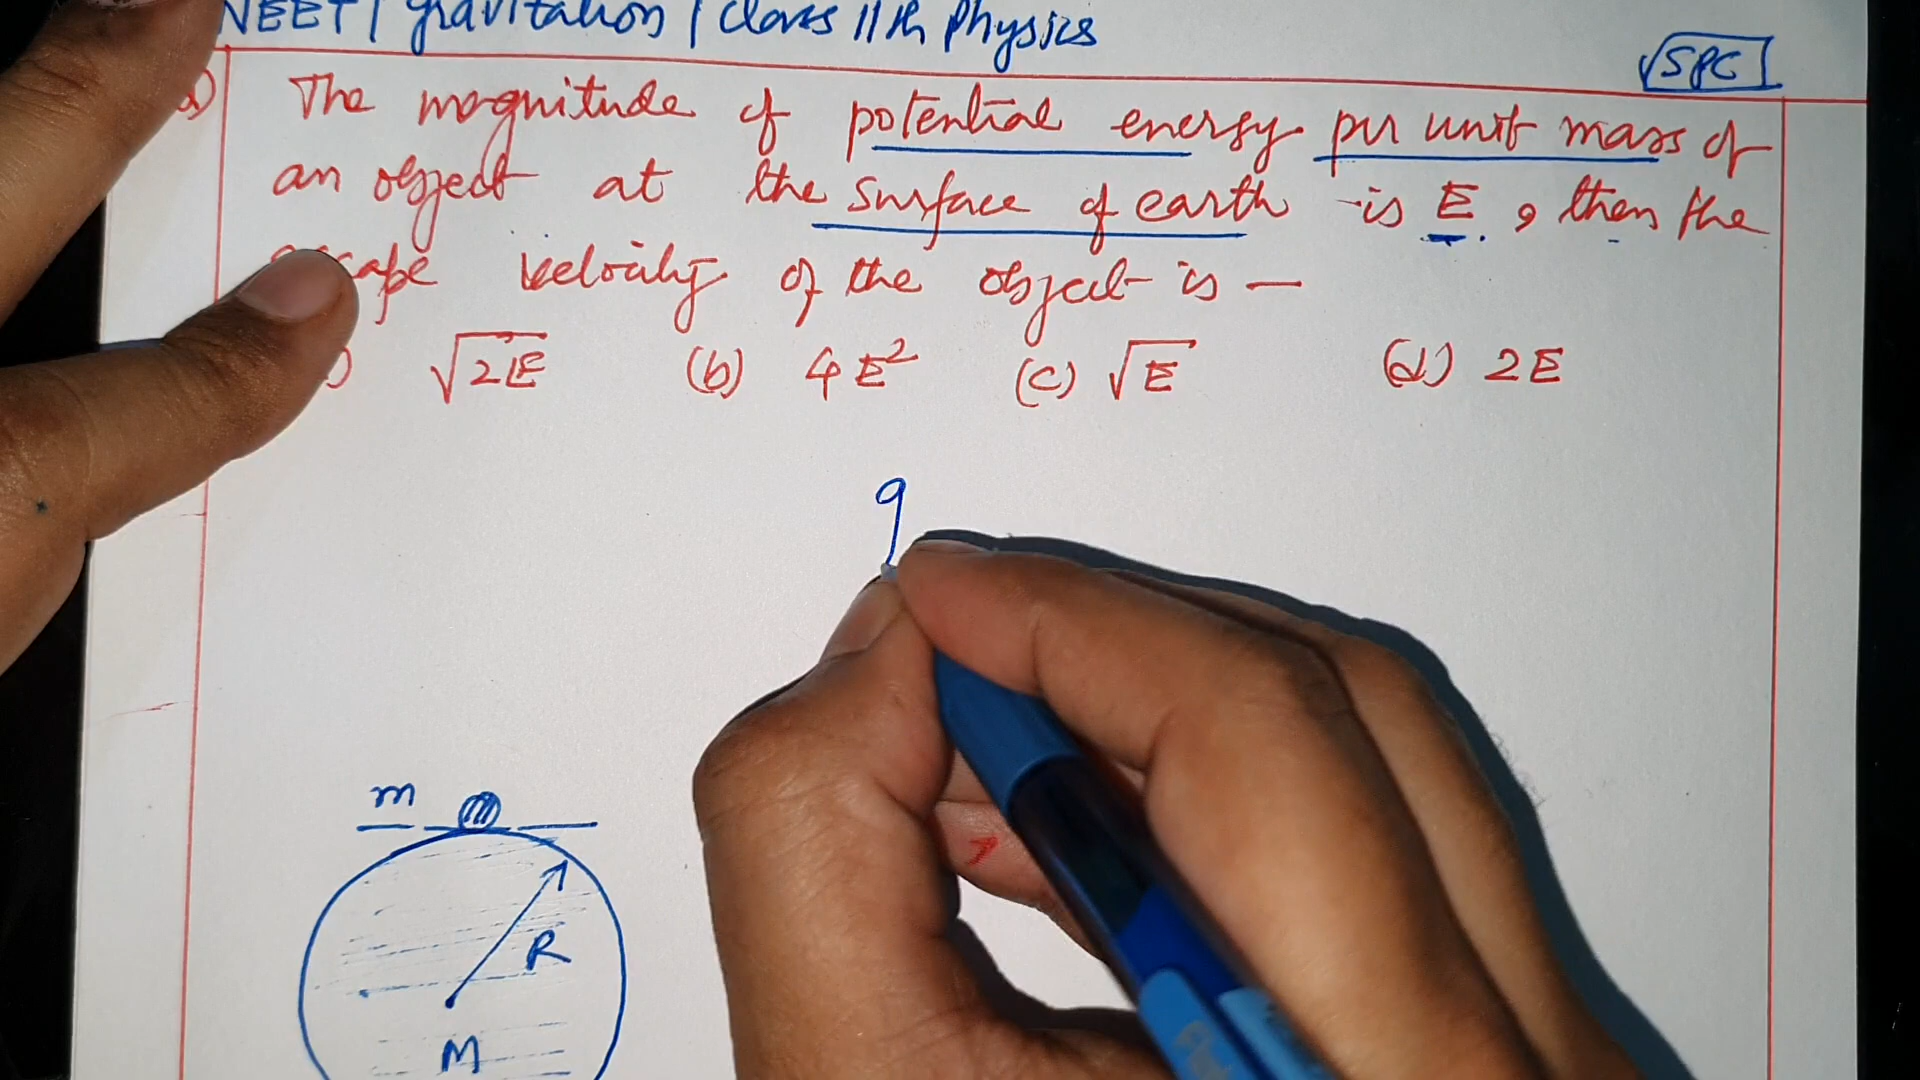 NEET | gravitation | Class 11th Physics
√SPC
The magnitude of potential energy per unit mass of
an object at the surface of earth is E, then the
escape velocity of the object is —
√2E (b) 4E² (c) √E (d) 2E
m
R
M